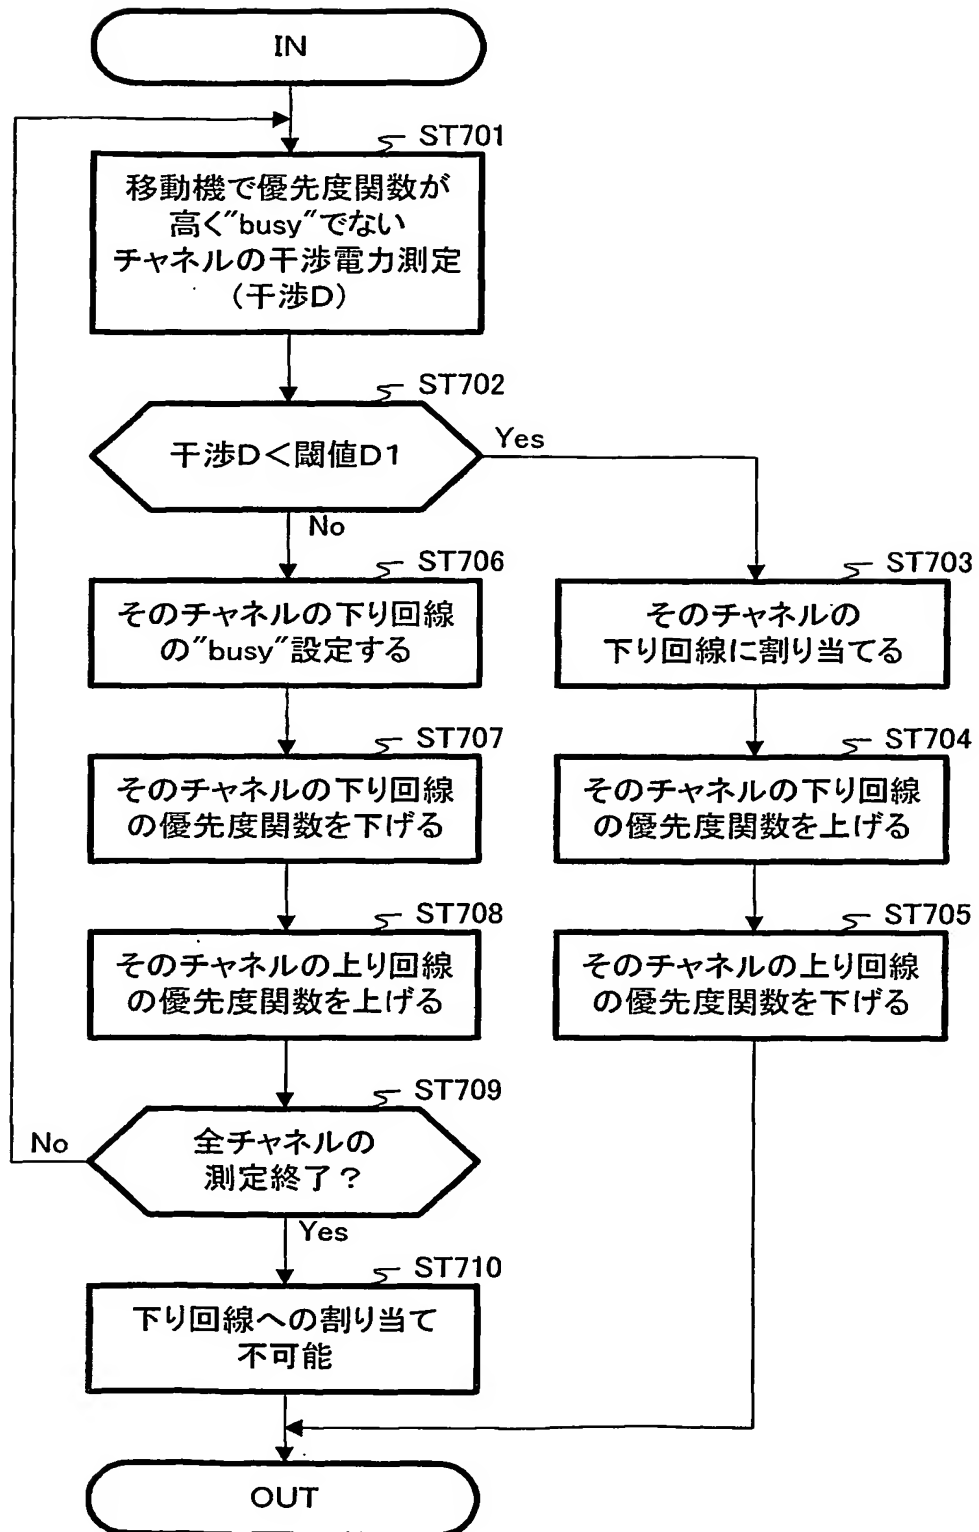 IN
ST701
移動機で優先度関数が
高く"busy"でない
チャネルの干渉電力測定
(干渉D)
ST702
干渉D<閾値D1
Yes
No
ST706
そのチャネルの下り回線
の"busy"設定する
ST707
そのチャネルの下り回線
の優先度関数を下げる
ST708
そのチャネルの上り回線
の優先度関数を上げる
ST709
全チャネルの
測定終了?
No
Yes
ST710
下り回線への割り当て
不可能
ST703
そのチャネルの
下り回線に割り当てる
ST704
そのチャネルの下り回線
の優先度関数を上げる
ST705
そのチャネルの上り回線
の優先度関数を下げる
OUT